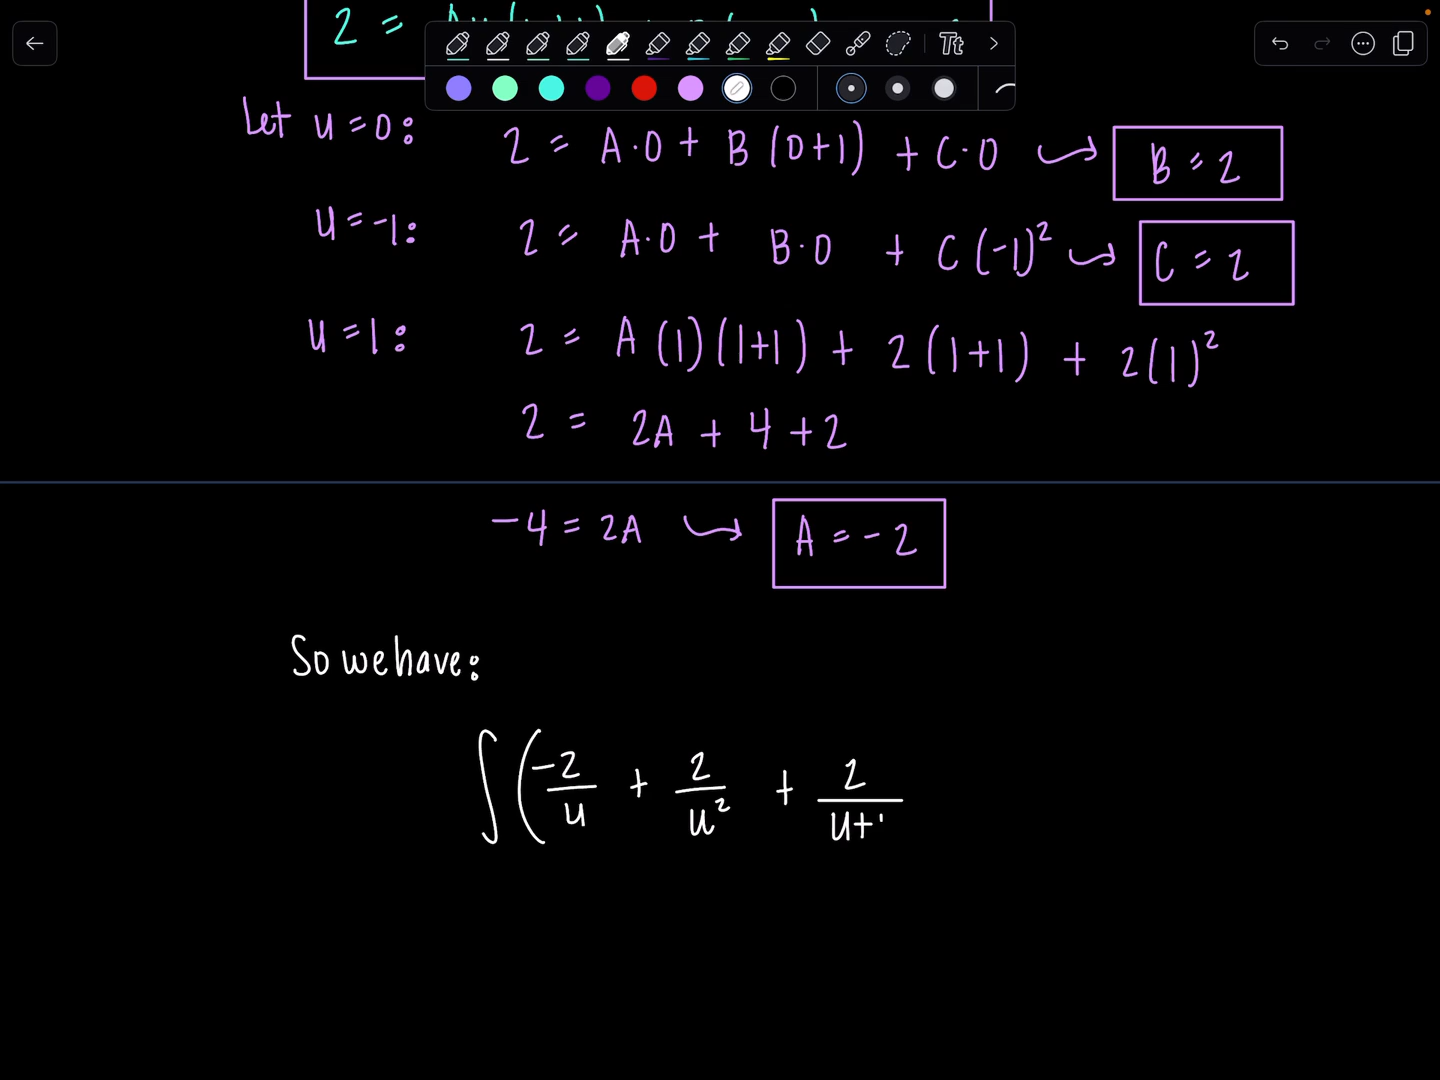 2 =
Let u = 0: 2 = A·0 + B (0+1) + C·0 ⤳ B = 2
u = -1: 2 = A·0 + B·0 + C (-1)² ⤳ C = 2
u = 1: 2 = A (1)(1+1) + 2 (1+1) + 2(1)²
2 = 2A + 4 + 2
-4 = 2A ⤳ A = -2
So we have:
∫ ( -2/u + 2/u² + 2/u+
Tt